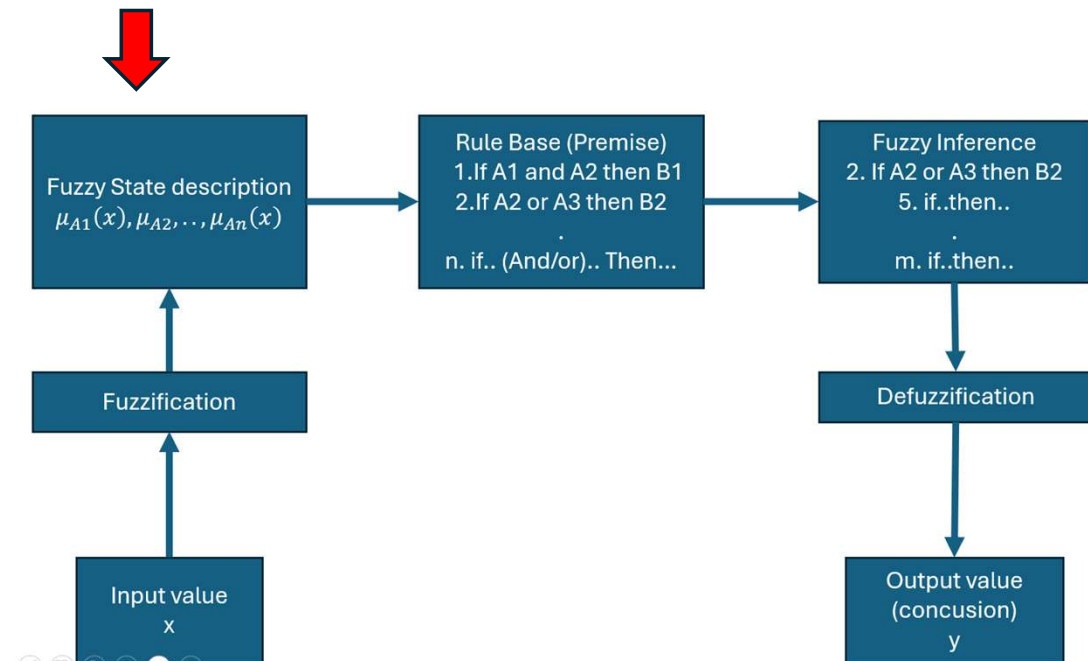 Fuzzy State description
𝜇𝐴1(𝑥), 𝜇𝐴2, . . , 𝜇𝐴𝑛(𝑥)
Rule Base (Premise)
1.If A1 and A2 then B1
2.If A2 or A3 then B2
.
n. if.. (And/or).. Then...
Fuzzy Inference
2. If A2 or A3 then B2
5. if..then..
.
m. if..then..
Fuzzification
Defuzzification
Input value
x
Output value
(concusion)
y